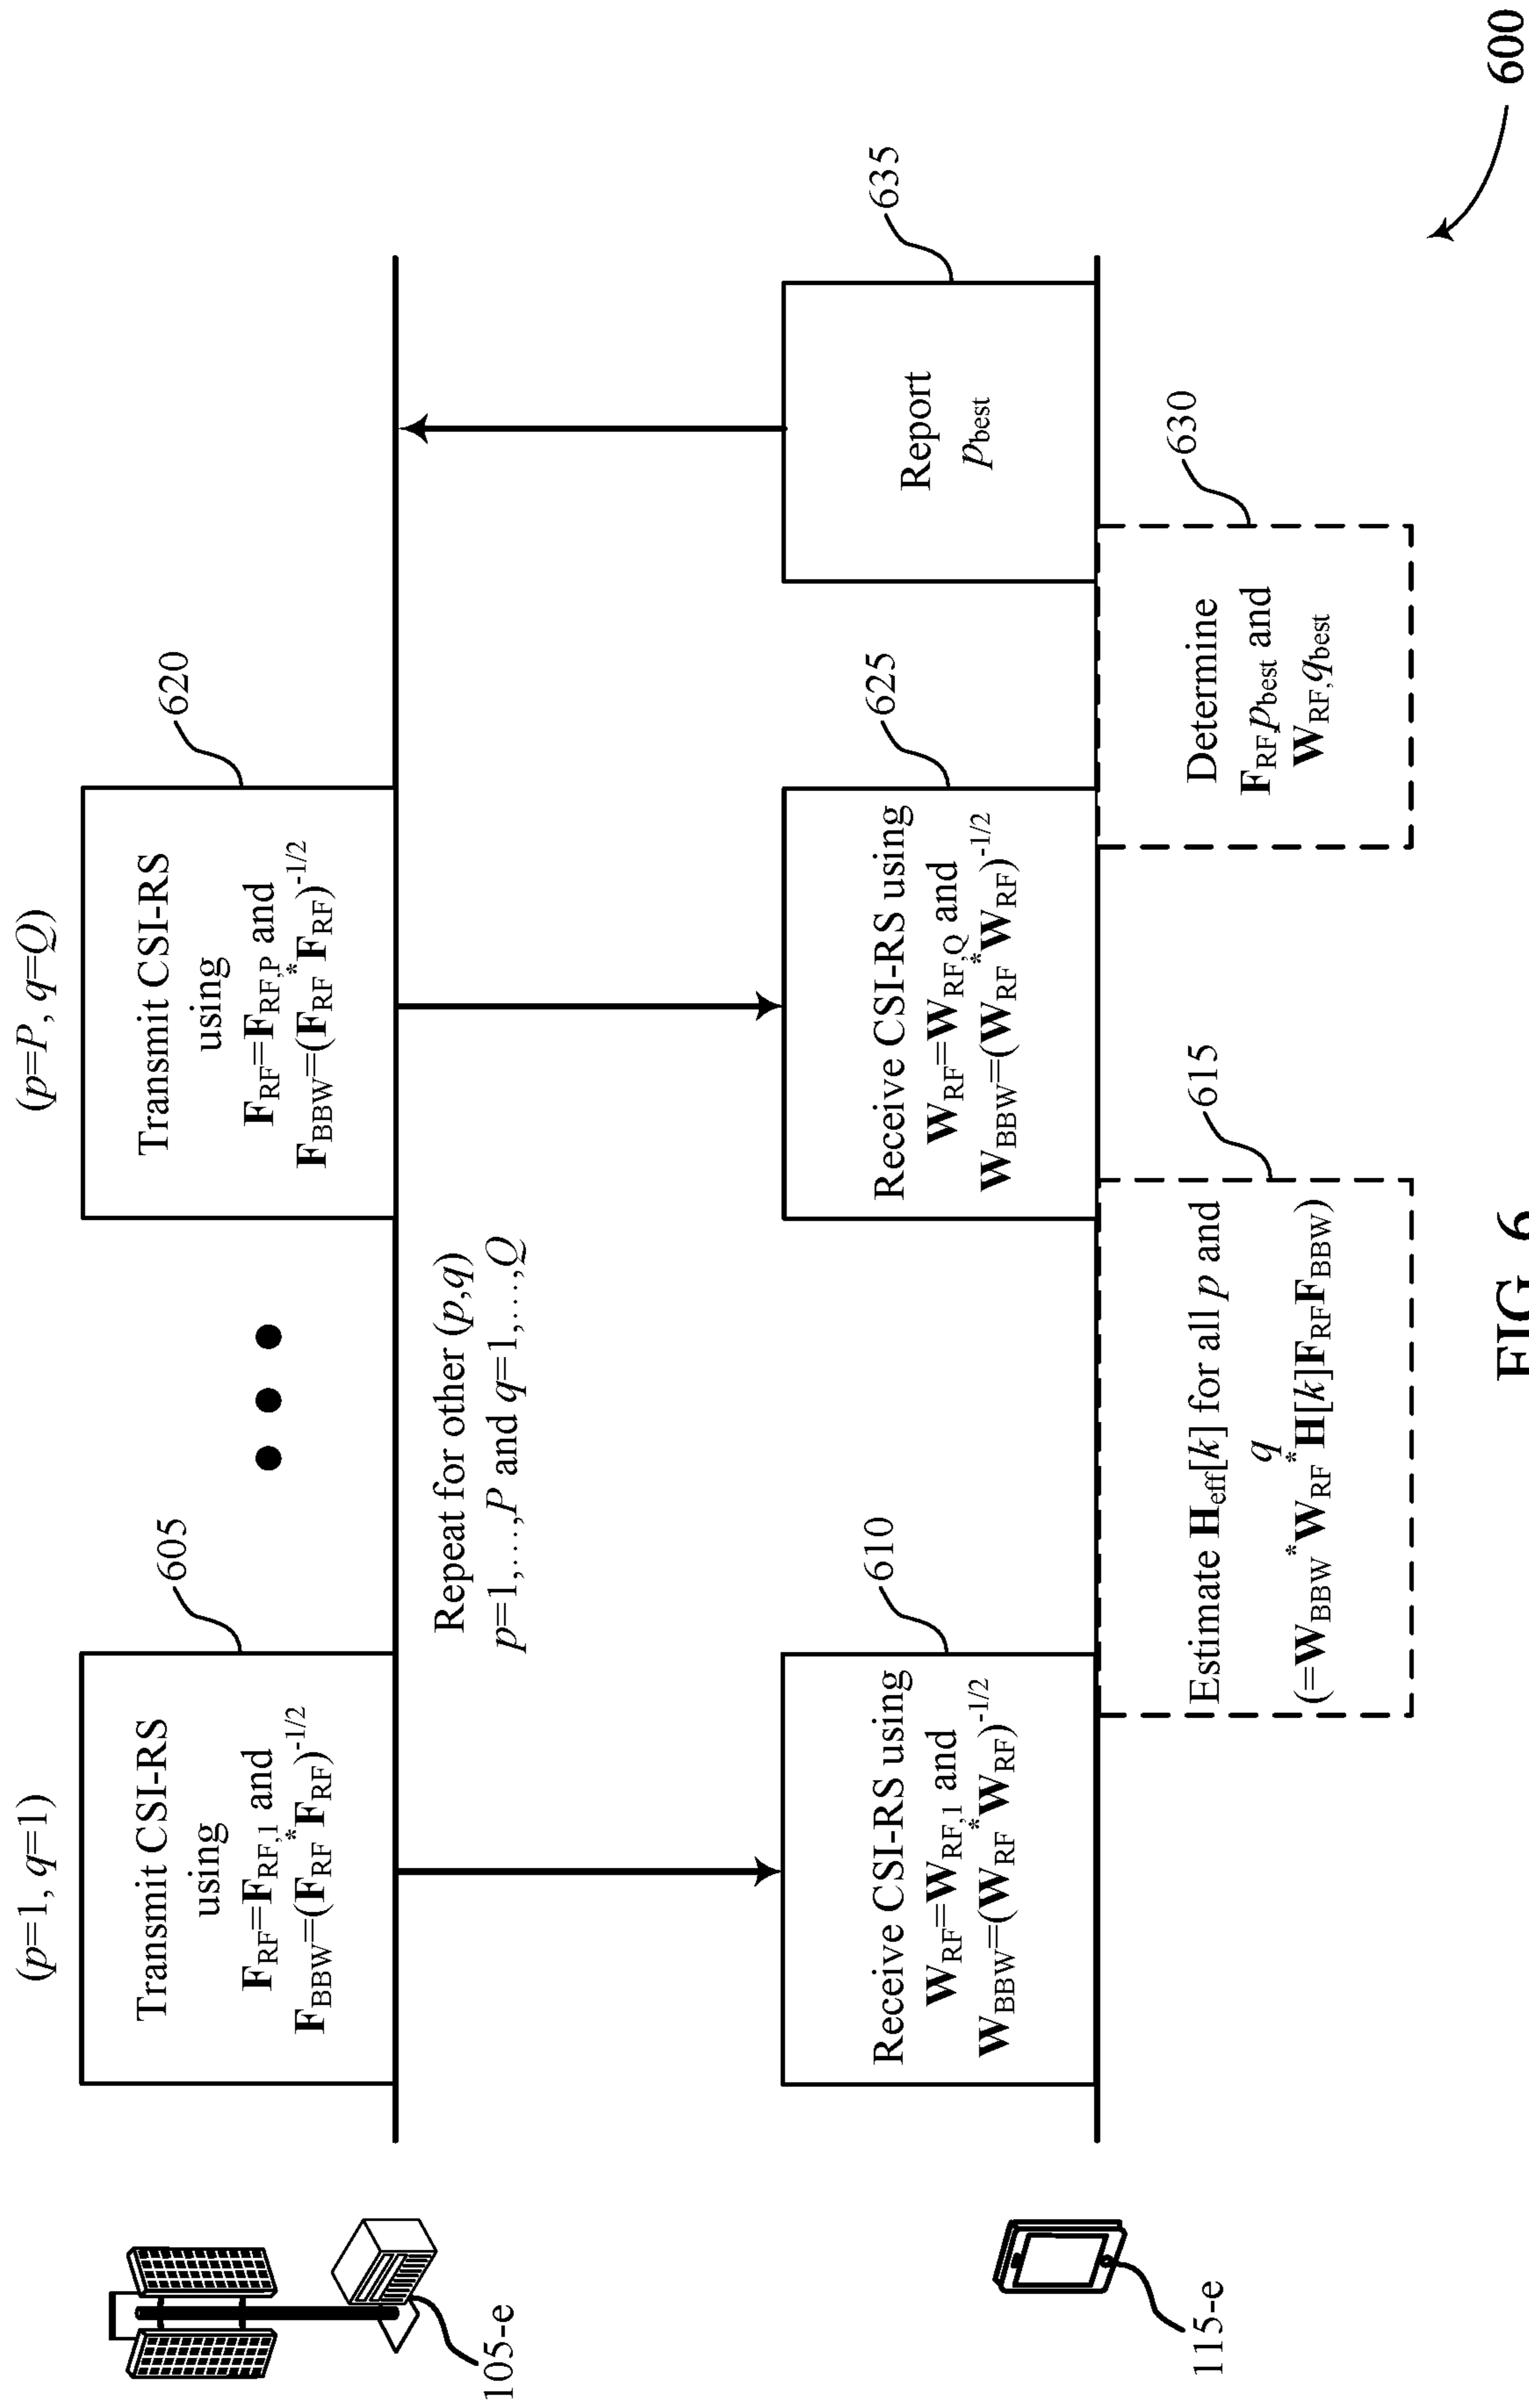 (p=1, q=1)
(p=P, q=Q)
Transmit CSI-RS
using
F_RF=F_RF,1 and
F_BBW=(F_RF*F_RF)^-1/2
605
Transmit CSI-RS
using
F_RF=F_RF,P and
F_BBW=(F_RF*F_RF)^-1/2
620
105-e
Repeat for other (p,q)
p=1,…,P and q=1,…,Q
Receive CSI-RS using
W_RF=W_RF,1 and
W_BBW=(W_RF*W_RF)^-1/2
610
Receive CSI-RS using
W_RF=W_RF,Q and
W_BBW=(W_RF*W_RF)^-1/2
625
Report
p_best
635
115-e
Estimate H_eff[k] for all p and
q
(=W_BBW*W_RF*H[k]F_RFF_BBW)
615
Determine
F_RF,p_best and
W_RF,q_best
630
600